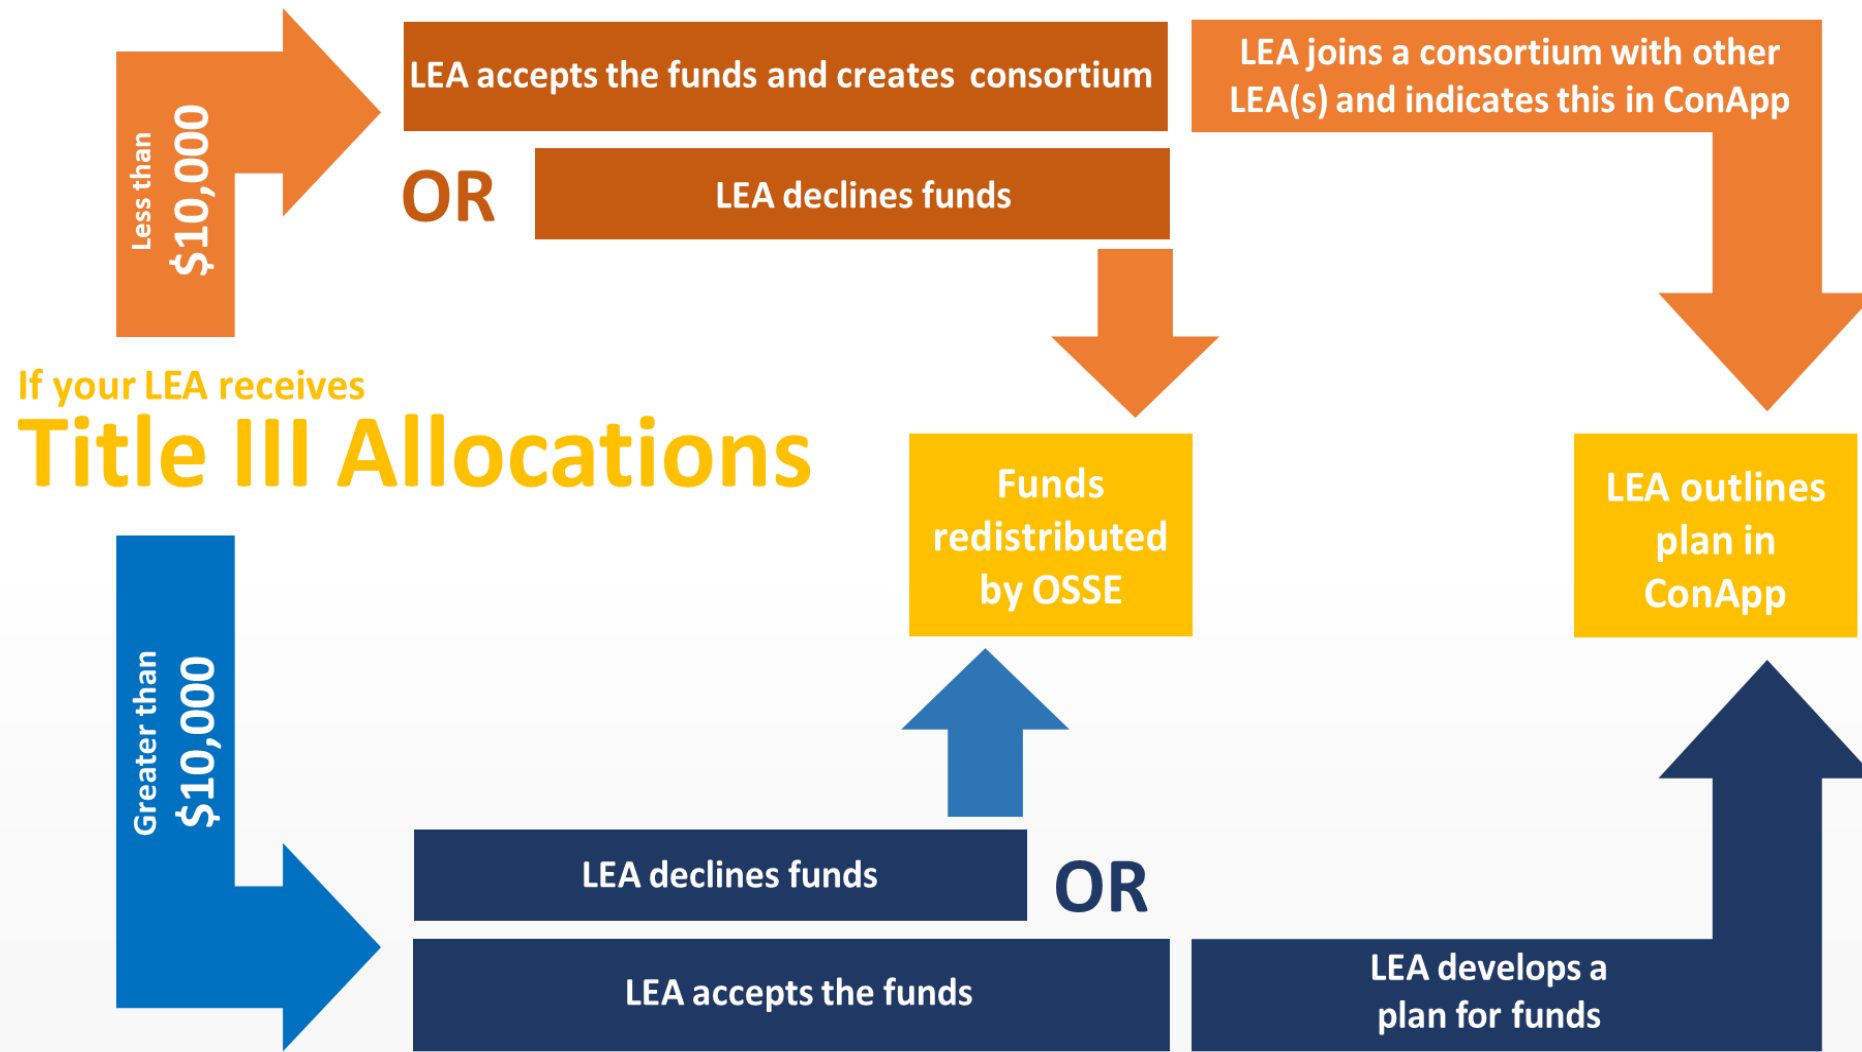 LEA accepts the funds and creates consortium
LEA joins a consortium with other
LEA(s) and indicates this in ConApp
Less than
$10,000
OR
LEA declines funds
If your LEA receives
Title III Allocations
Funds
redistributed
by OSSE
LEA outlines
plan in
ConApp
Greater than
$10,000
LEA declines funds
OR
LEA accepts the funds
LEA develops a
plan for funds